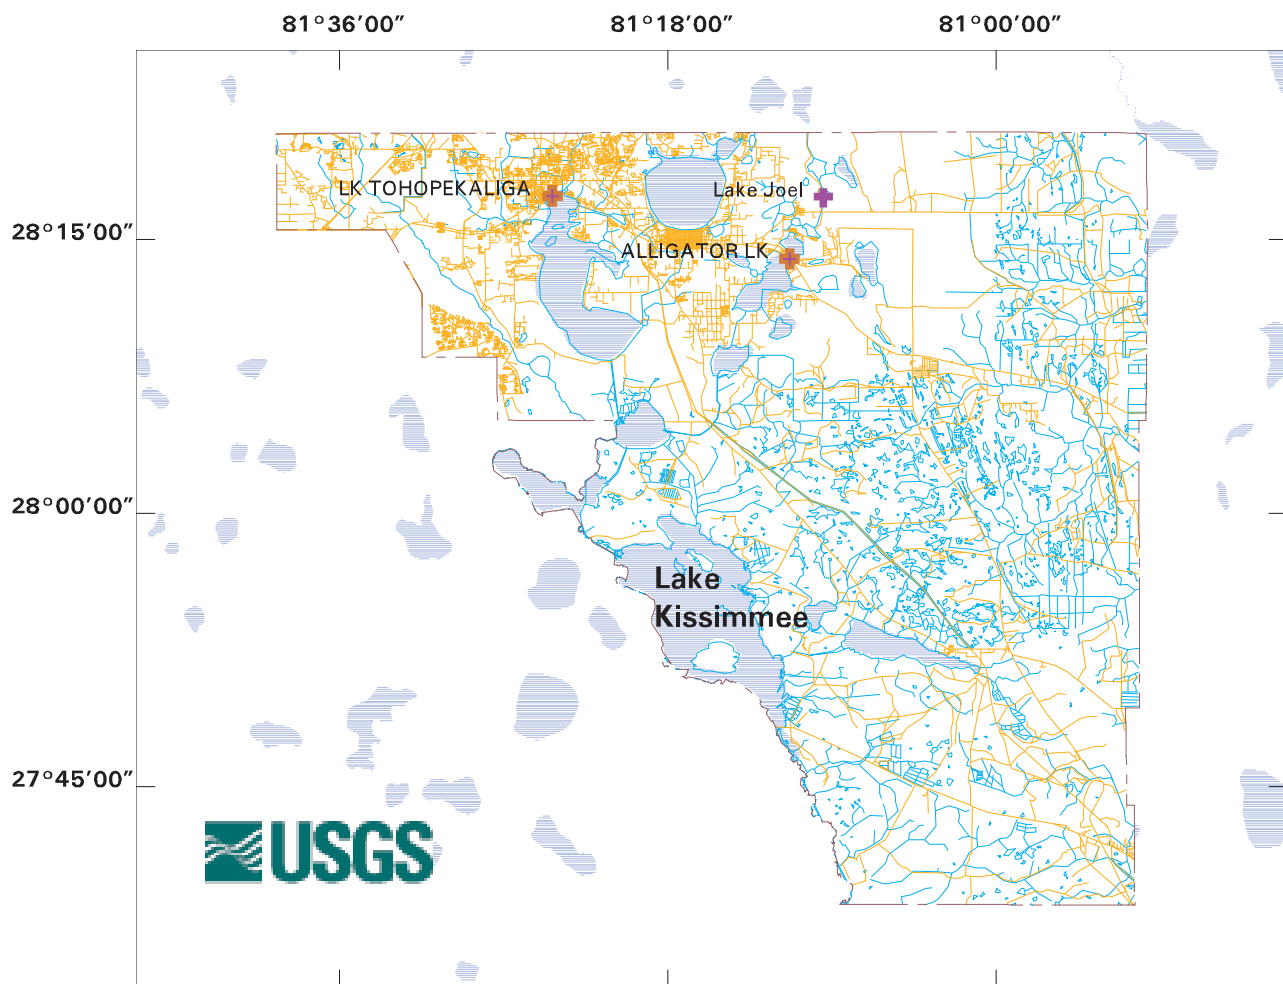 81°36′00″
81°18′00″
81°00′00″
LK TOHOPEKALIGA
Lake Joel
28°15′00″
ALLIGATOR LK
28°00′00″
Lake
Kissimmee
27°45′00″
USGS